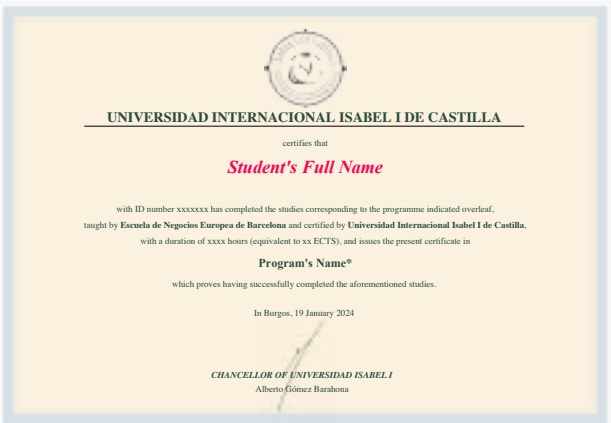 UNIVERSIDAD INTERNACIONAL ISABEL I DE CASTILLA
certifies that
Student's Full Name
with ID number xxxxxxx has completed the studies corresponding to the programme indicated overleaf,
taught by Escuela de Negocios Europea de Barcelona and certified by Universidad Internacional Isabel I de Castilla,
with a duration of xxxx hours (equivalent to xx ECTS), and issues the present certificate in
Program's Name*
which proves having successfully completed the aforementioned studies.
In Burgos, 19 January 2024
CHANCELLOR OF UNIVERSIDAD ISABEL I
Alberto Gómez Barahona